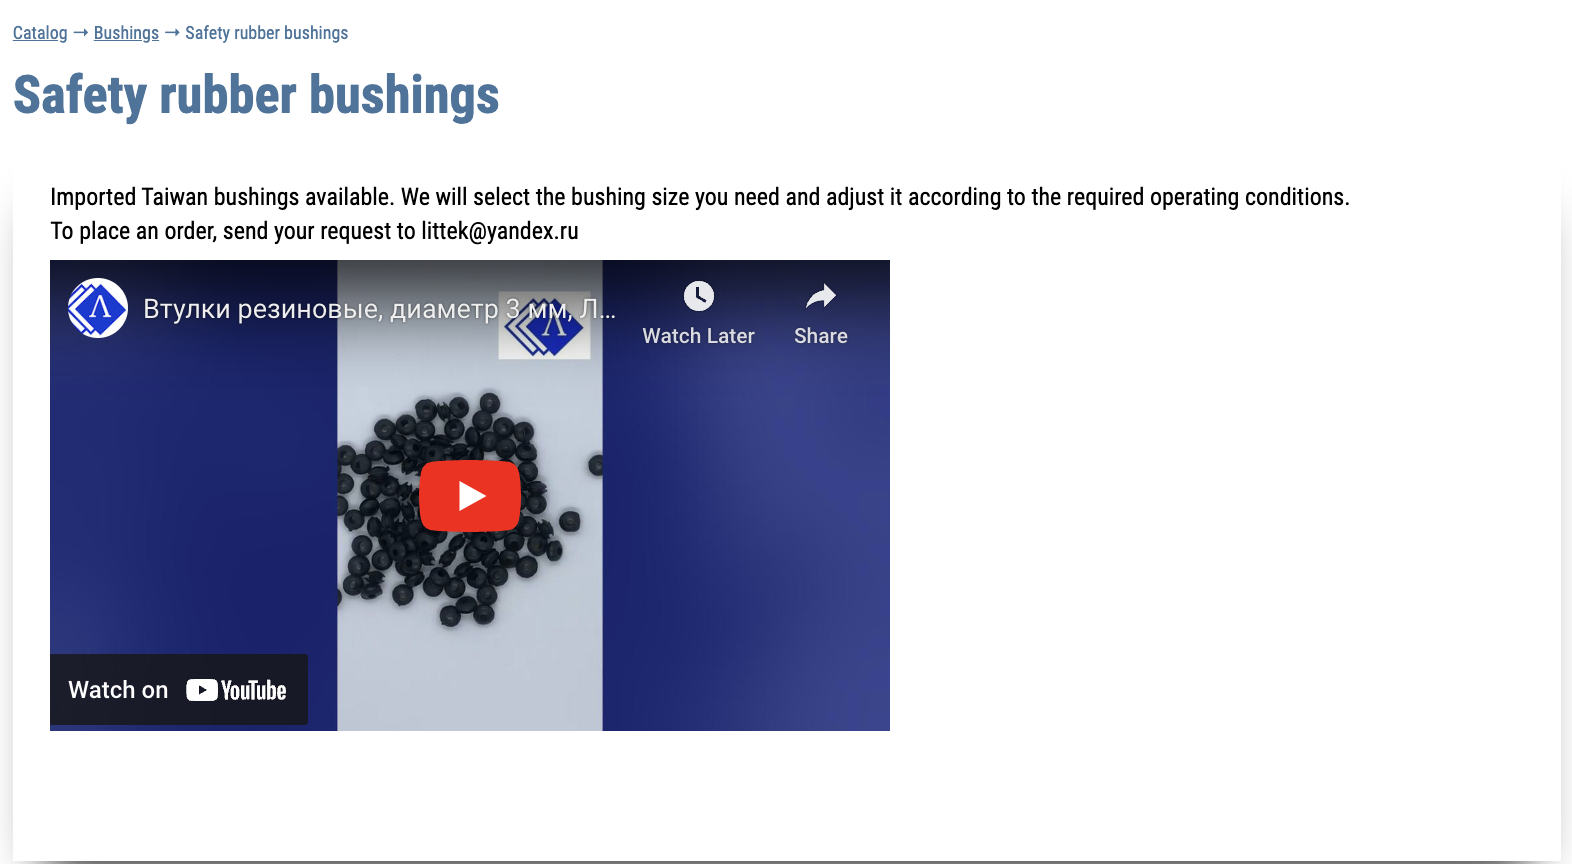 Catalog → Bushings → Safety rubber bushings
Safety rubber bushings
Imported Taiwan bushings available. We will select the bushing size you need and adjust it according to the required operating conditions.
To place an order, send your request to littek@yandex.ru
Λ Втулки резиновые, диаметр 3 мм, Л...
Λ
Watch Later
Share
Watch on YouTube